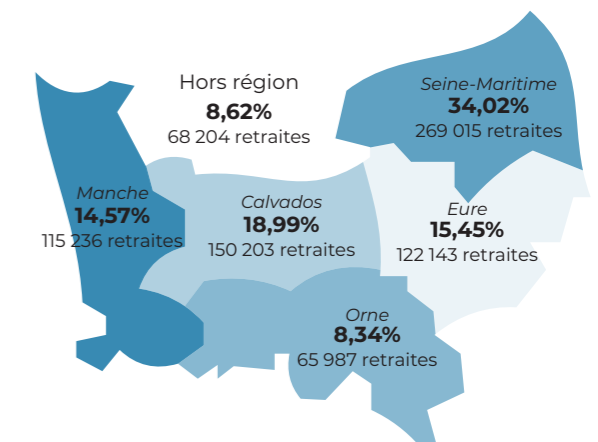 Hors région
8,62%
68 204 retraites
Seine-Maritime
34,02%
269 015 retraites
Manche
14,57%
115 236 retraites
Calvados
18,99%
150 203 retraites
Eure
15,45%
122 143 retraites
Orne
8,34%
65 987 retraites